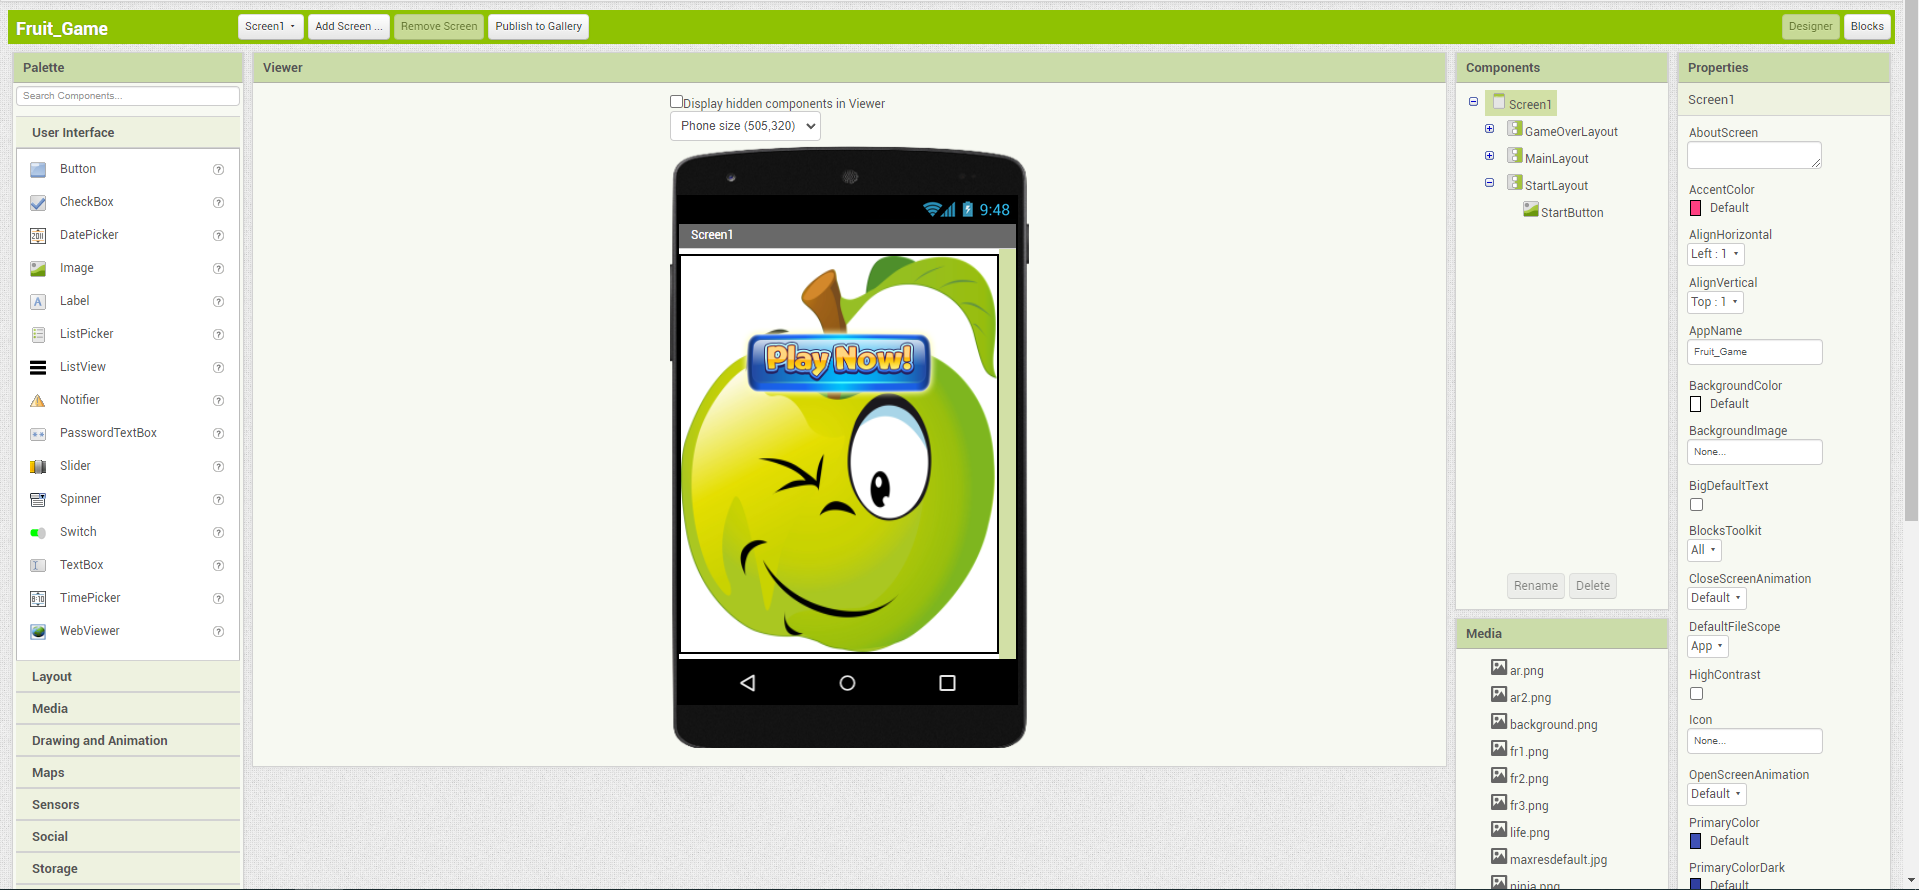 Fruit_Game
Screen1
Add Screen ...
Remove Screen
Publish to Gallery
Designer
Blocks
Palette
Search Components...
User Interface
Button
CheckBox
DatePicker
Image
Label
ListPicker
ListView
Notifier
PasswordTextBox
Slider
Spinner
Switch
TextBox
TimePicker
WebViewer
Layout
Media
Drawing and Animation
Maps
Sensors
Social
Storage
Viewer
Display hidden components in Viewer
Phone size (505,320)
9:48
Screen1
Play Now!
Components
Screen1
GameOverLayout
MainLayout
StartLayout
StartButton
Rename
Delete
Media
ar.png
ar2.png
background.png
fr1.png
fr2.png
fr3.png
life.png
maxresdefault.jpg
ninja.png
Properties
Screen1
AboutScreen
AccentColor
Default
AlignHorizontal
Left : 1
AlignVertical
Top : 1
AppName
Fruit_Game
BackgroundColor
Default
BackgroundImage
None...
BigDefaultText
BlocksToolkit
All
CloseScreenAnimation
Default
DefaultFileScope
App
HighContrast
Icon
None...
OpenScreenAnimation
Default
PrimaryColor
Default
PrimaryColorDark
Default